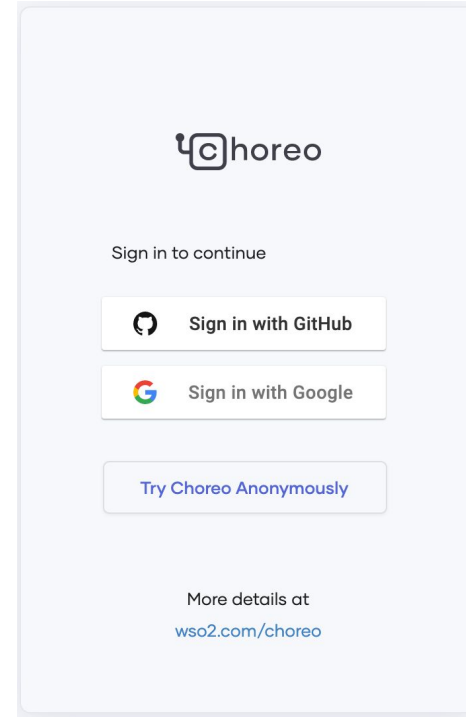 choreo
Sign in to continue
Sign in with GitHub
Sign in with Google
Try Choreo Anonymously
More details at
wso2.com/choreo